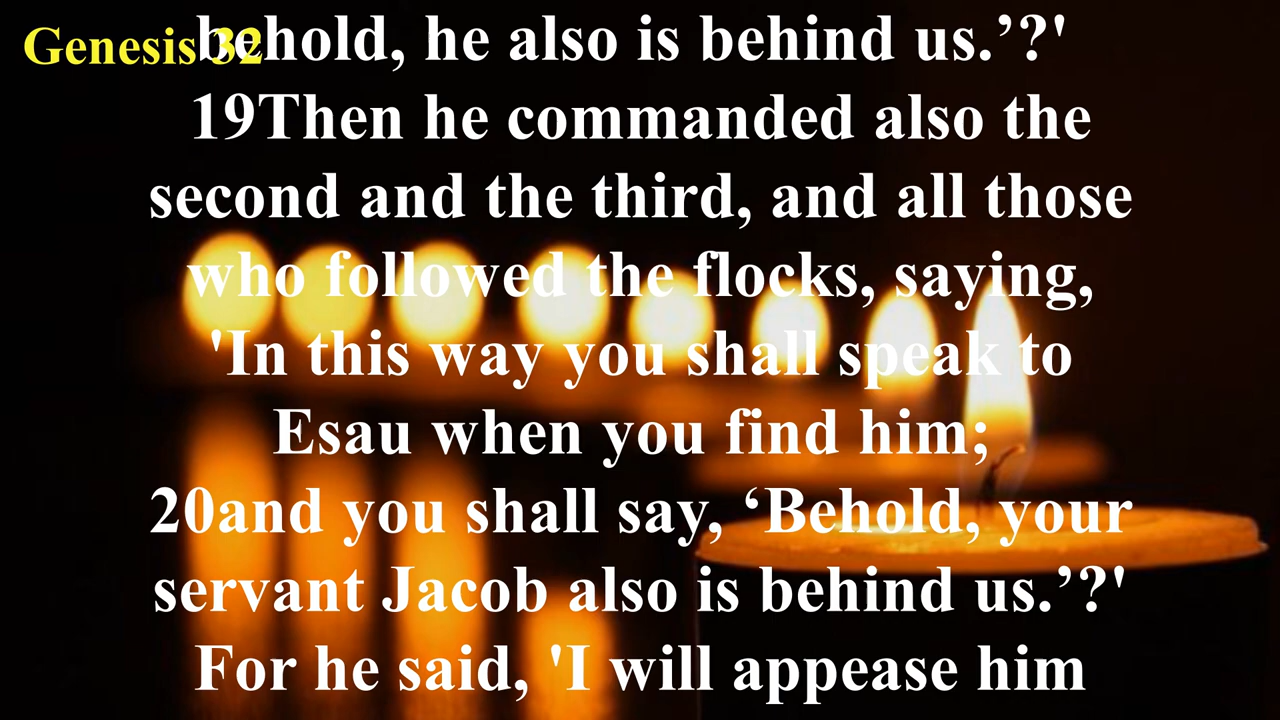 Genesis 32
behold, he also is behind us.’?'
19Then he commanded also the
second and the third, and all those
who followed the flocks, saying,
'In this way you shall speak to
Esau when you find him;
20and you shall say, ‘Behold, your
servant Jacob also is behind us.’?'
For he said, 'I will appease him